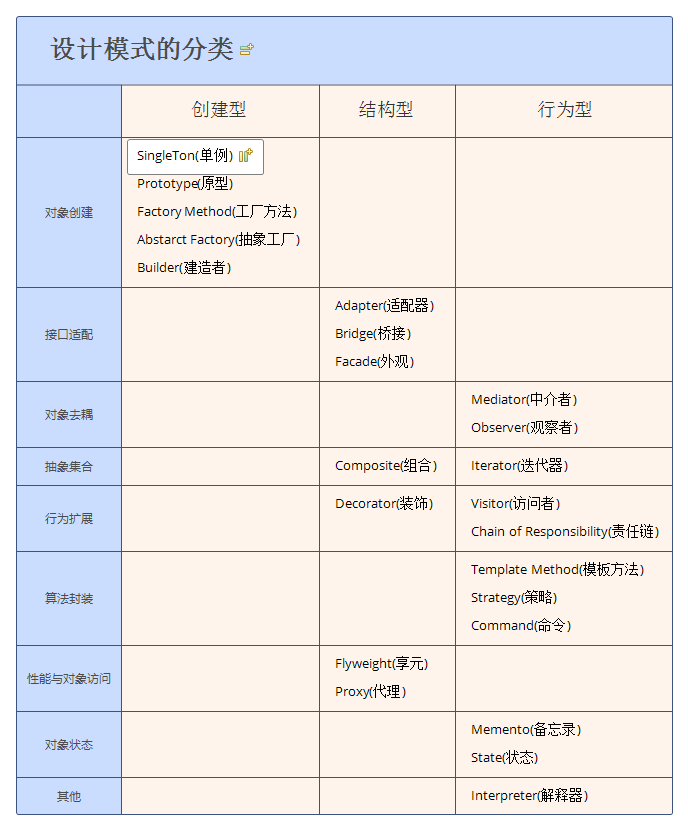 设计模式的分类
创建型
结构型
行为型
对象创建
SingleTon(单例)
Prototype(原型)
Factory Method(工厂方法)
Abstarct Factory(抽象工厂)
Builder(建造者)
接口适配
Adapter(适配器)
Bridge(桥接)
Facade(外观)
对象去耦
Mediator(中介者)
Observer(观察者)
抽象集合
Composite(组合)
Iterator(迭代器)
行为扩展
Decorator(装饰)
Visitor(访问者)
Chain of Responsibility(责任链)
算法封装
Template Method(模板方法)
Strategy(策略)
Command(命令)
性能与对象访问
Flyweight(享元)
Proxy(代理)
对象状态
Memento(备忘录)
State(状态)
其他
Interpreter(解释器)